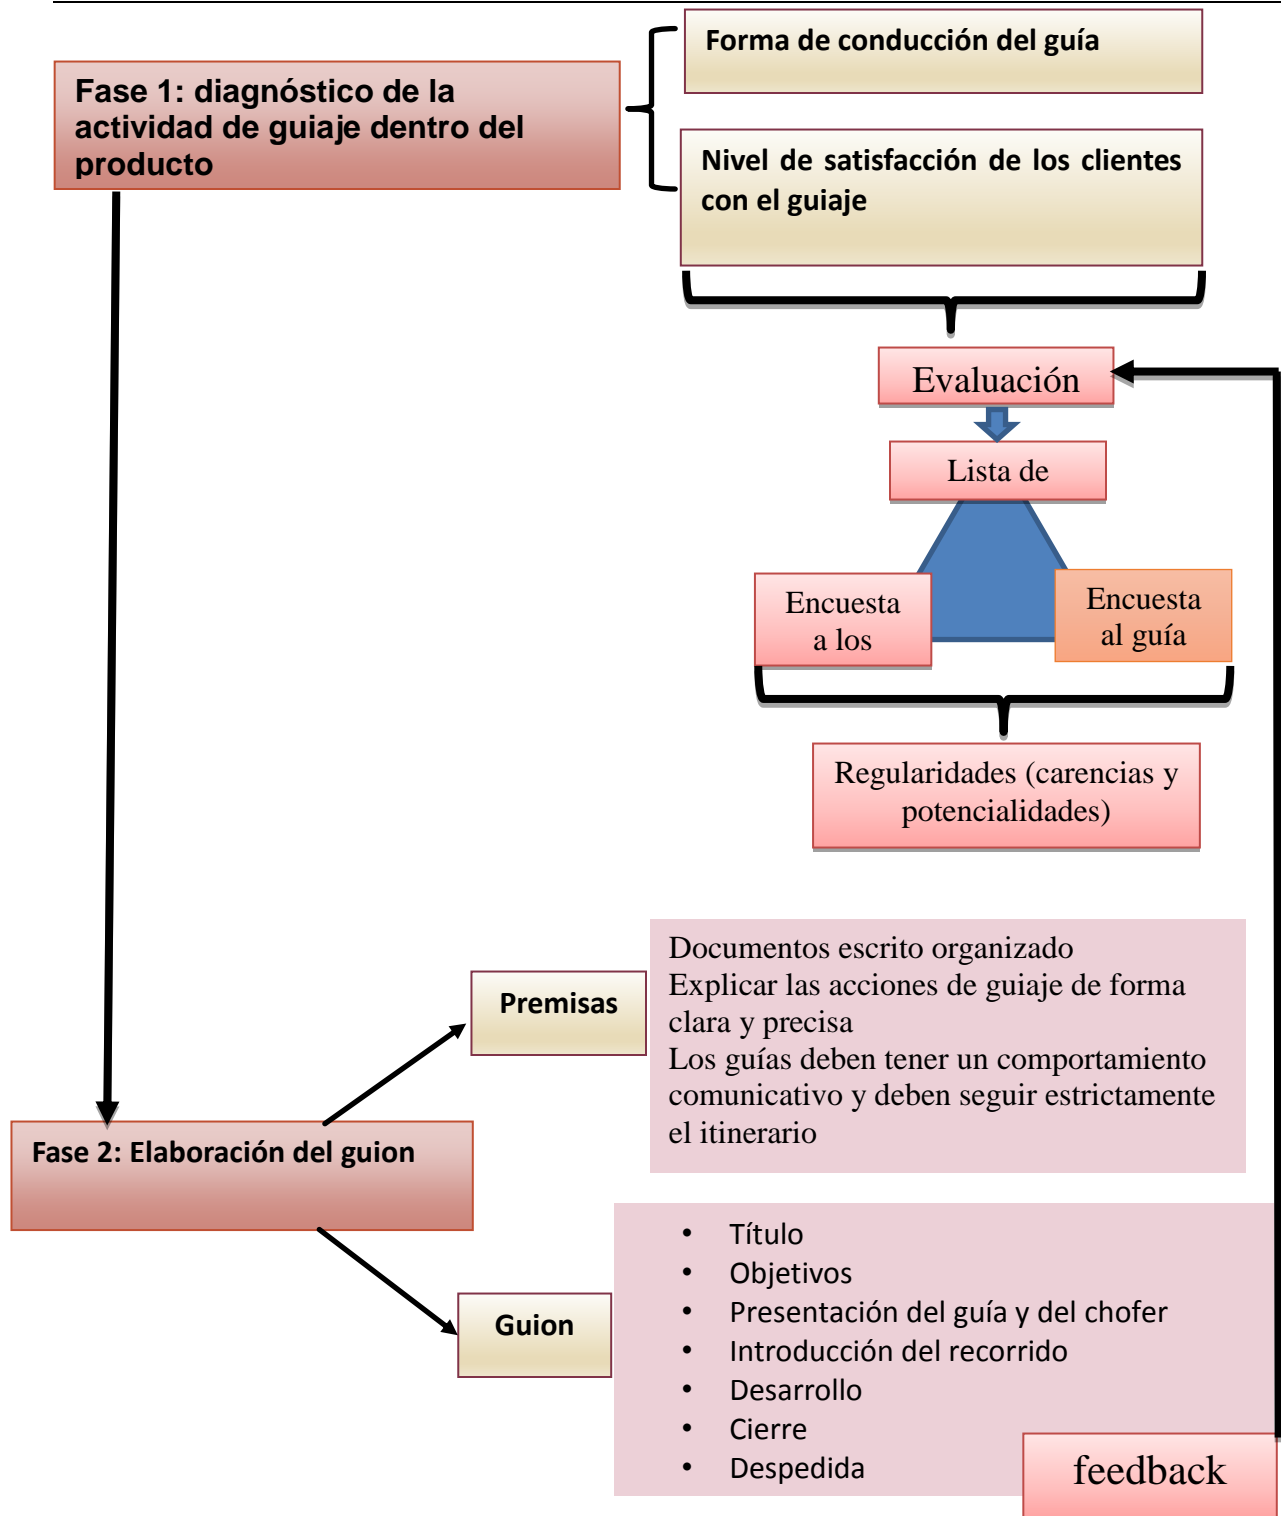 Forma de conducción del guía
Fase 1: diagnóstico de la
actividad de guiaje dentro del
producto
Nivel de satisfacción de los clientes
con el guiaje
Evaluación
Lista de
Encuesta
a los
Encuesta
al guía
Regularidades (carencias y
potencialidades)
Premisas
Documentos escrito organizado
Explicar las acciones de guiaje de forma
clara y precisa
Los guías deben tener un comportamiento
comunicativo y deben seguir estrictamente
el itinerario
Fase 2: Elaboración del guion
Guion
• Título
• Objetivos
• Presentación del guía y del chofer
• Introducción del recorrido
• Desarrollo
• Cierre
• Despedida
feedback